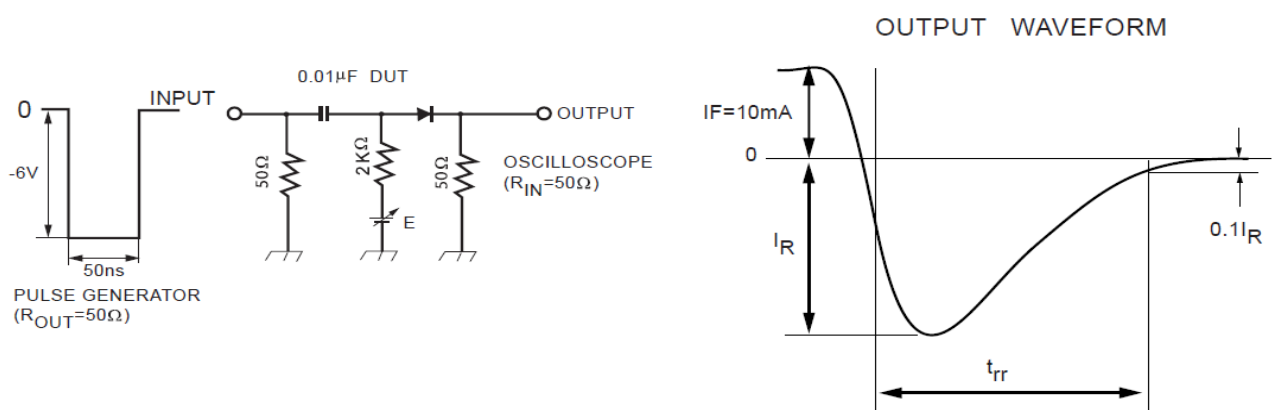 OUTPUT WAVEFORM
0.01μF DUT
0
INPUT
OUTPUT
-6V
50Ω
2KΩ
50Ω
OSCILLOSCOPE
(RIN=50Ω)
E
50ns
PULSE GENERATOR
(ROUT=50Ω)
IF=10mA
0
IR
0.1IR
trr